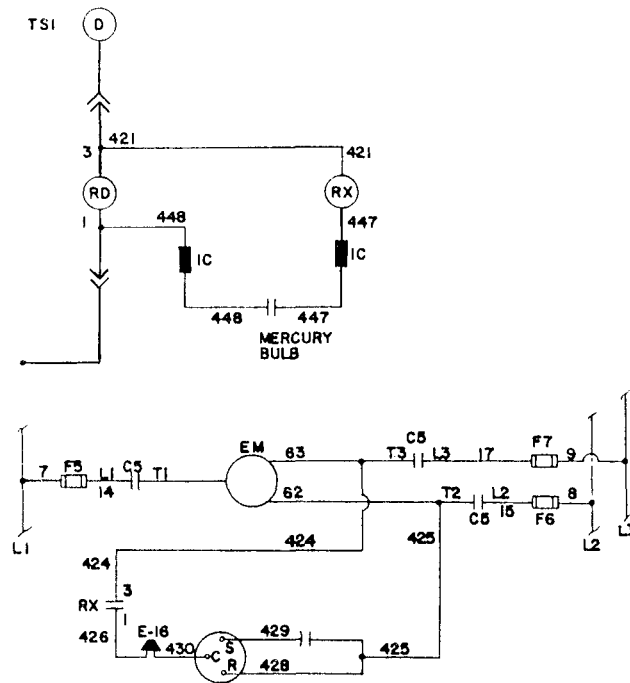 TS1 D
421
3
421
RD
RX
1
448
447
IC
IC
448
447
MERCURY
BULB
EM
63
C5
T3
L3
17
F7
9
7
F5
L1
14
C5
T1
62
T2
L2
15
C5
F6
8
L1
L2
L3
424
424
425
RX
3
1
426
E-16
430
C
S
R
429
428
425